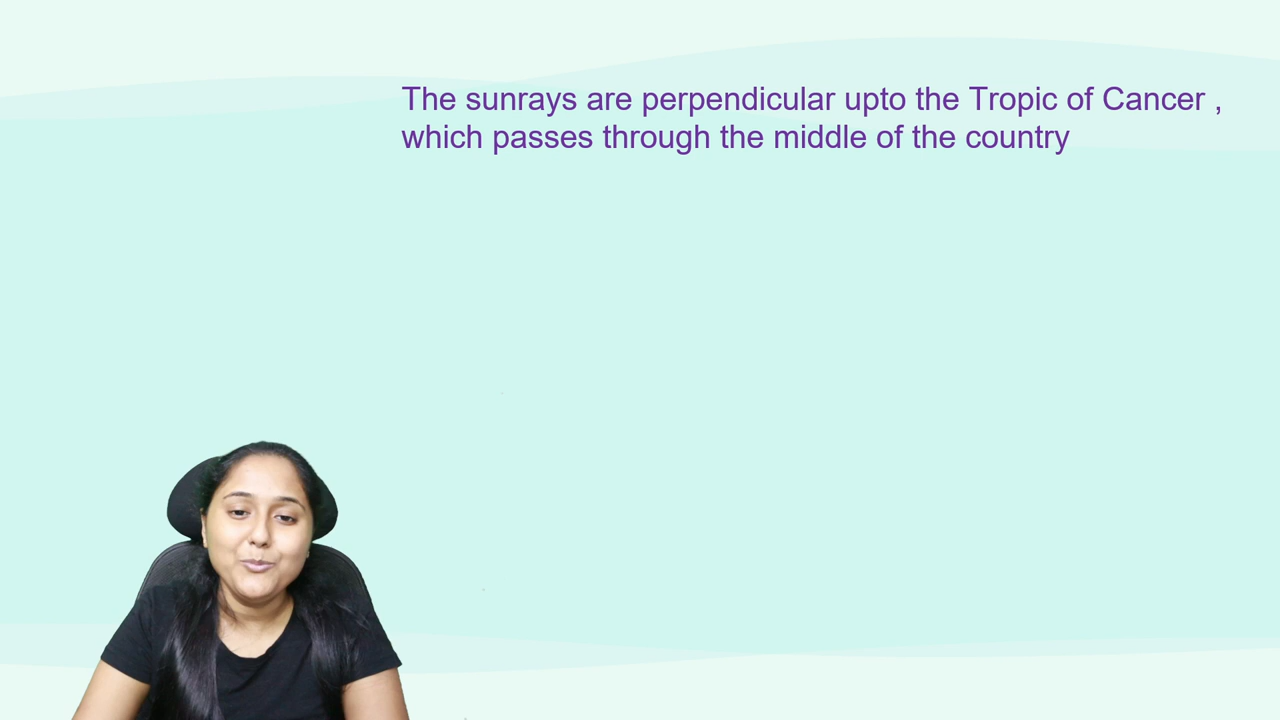 The sunrays are perpendicular upto the Tropic of Cancer ,
which passes through the middle of the country